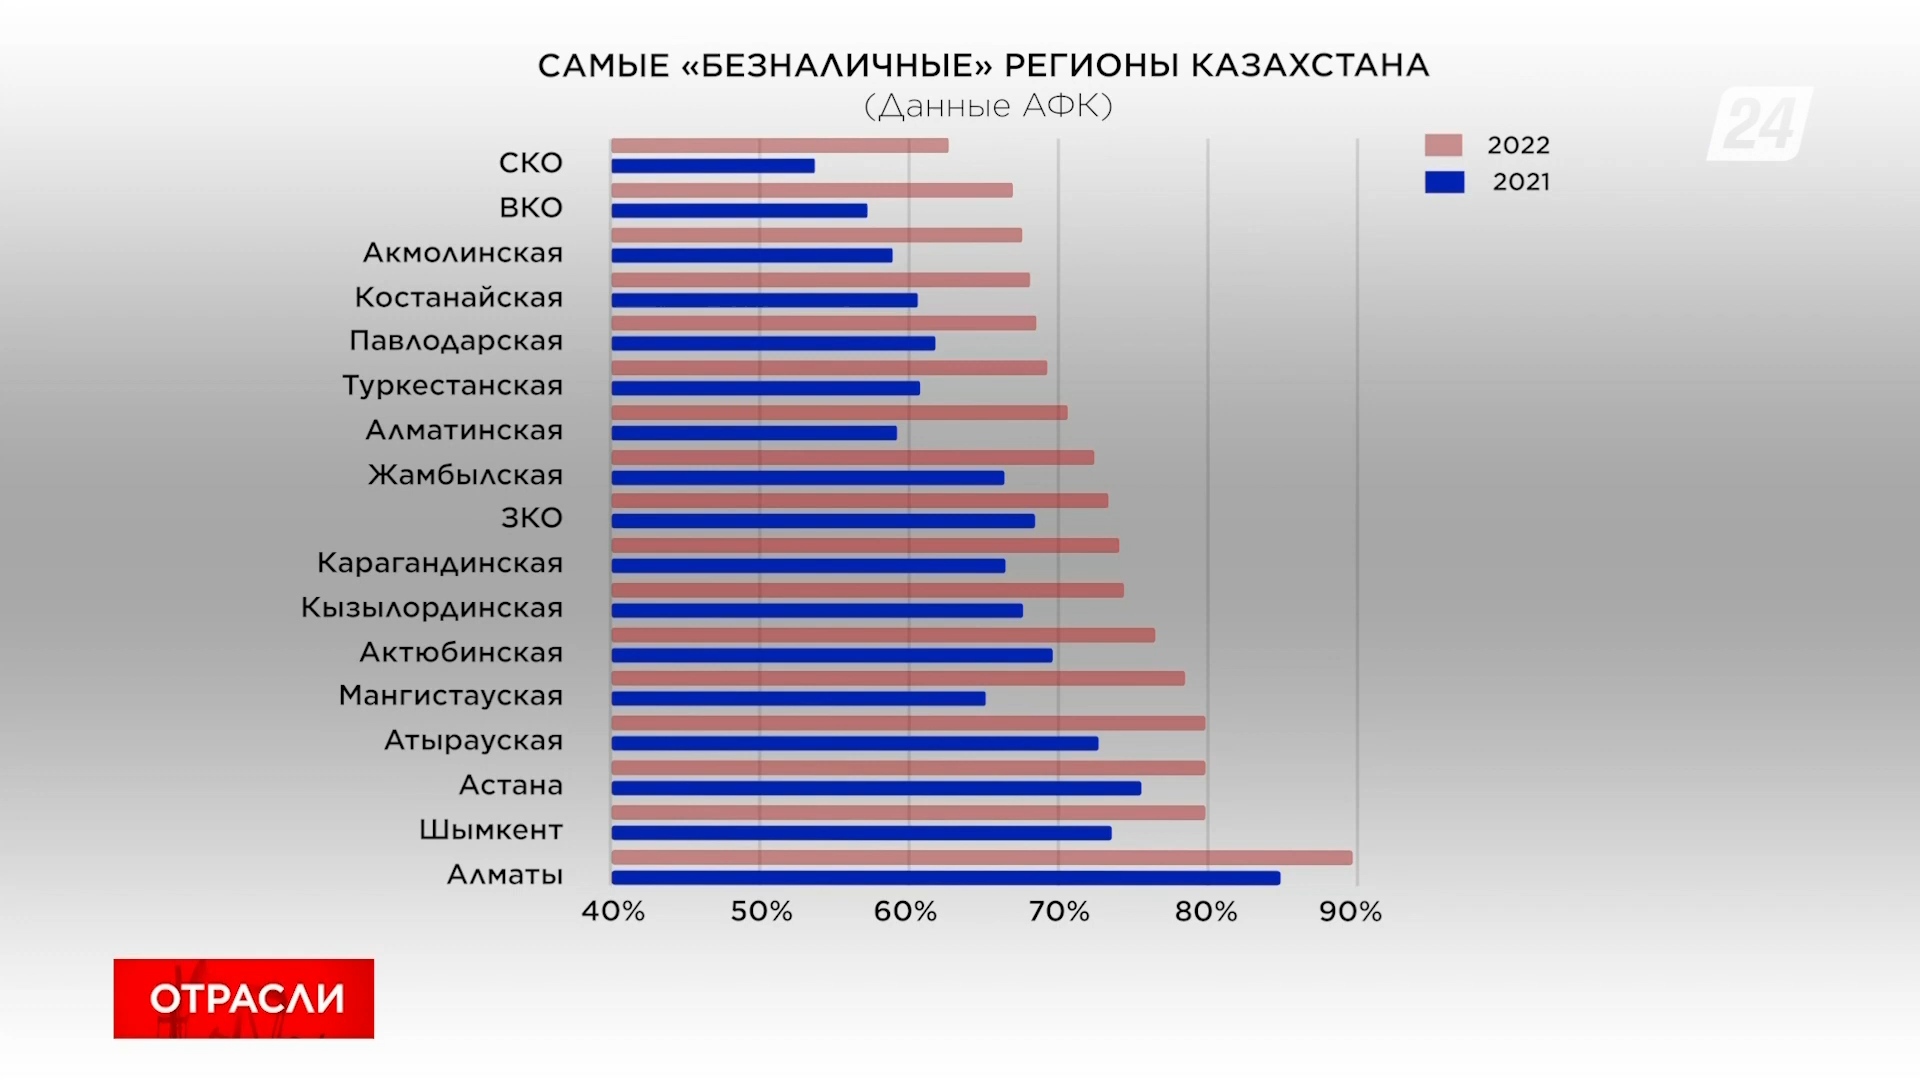 САМЫЕ «БЕЗНАЛИЧНЫЕ» РЕГИОНЫ КАЗАХСТАНА
(Данные АФК)
24
2022
2021
СКО
ВКО
Акмолинская
Костанайская
Павлодарская
Туркестанская
Алматинская
Жамбылская
ЗКО
Карагандинская
Кызылординская
Актюбинская
Мангистауская
Атырауская
Астана
Шымкент
Алматы
40% 50% 60% 70% 80% 90%
ОТРАСЛИ